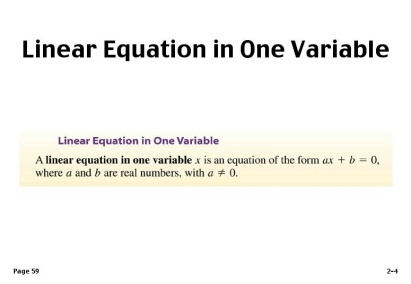 Linear Equation in One Variable
Linear Equation in One Variable
A linear equation in one variable x is an equation of the form ax + b = 0,
where a and b are real numbers, with a ≠ 0.
Page 59
2-4